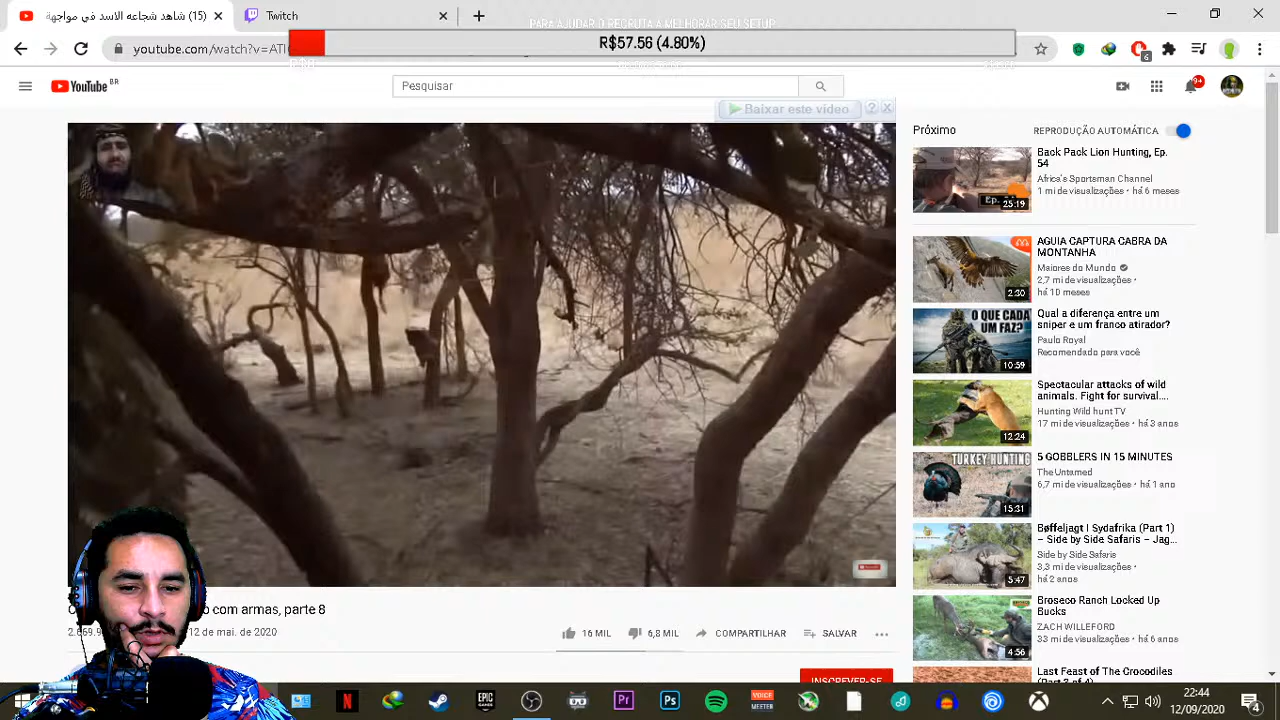 Twitch
PARA AJUDAR O RECRUTA A MELHORAR SEU SETUP
youtube.com/watch?v=ATI
R$57.56 (4.80%)
6
YouTube BR
Pesquisar
9+
Baixar este vídeo
Próximo
REPRODUÇÃO AUTOMÁTICA
Back Pack Lion Hunting, Ep.
54
Africa's Sportsman Channel
1 mi de visualizações • há 6 meses
25:19
AGUIA CAPTURA CABRA DA
MONTANHA
Maiores do Mundo
2,7 mi de visualizações •
há 10 meses
2:30
O QUE CADA
UM FAZ?
10:59
Qual a diferença entre um
sniper e um franco atirador?
Paulo Royal
Recomendado para você
Spectacular attacks of wild
animals. Fight for survival....
Hunting Wild hunt TV
17 mi de visualizações • há 3 anos
12:24
TURKEY HUNTING
15:31
5 GOBBLERS IN 15 MINUTES
The Untamed
6,7 mi de visualizações • há 1 ano
Bøffeljagt I Sydafrika (Part 1)
– Side by Side Safaris – Jag...
Side by Side Safaris
3,3 mi de visualizações •
há 2 anos
5:47
Broseco Ranch Locked Up
Bucks
ZACH WILLEFORD
33 mi de visualizações • há 6 anos
4:56
Last Feast of The Crocodiles
com armas, parte 8
12 de mai. de 2020
16 MIL
6,8 MIL
COMPARTILHAR
SALVAR
INSCREVER-SE
N
EPIC
GAMES
Pr
Ps
VOICE
MEETER
22:44
12/09/2020
4